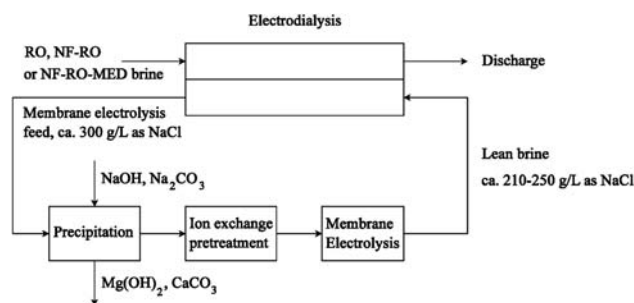 Electrodialysis
RO, NF-RO
or NF-RO-MED brine
Discharge
Membrane electrolysis
feed, ca. 300 g/L as NaCl
Lean brine
ca. 210-250 g/L as NaCl
NaOH, Na₂CO₃
Precipitation
Ion exchange
pretreatment
Membrane
Electrolysis
Mg(OH)₂, CaCO₃